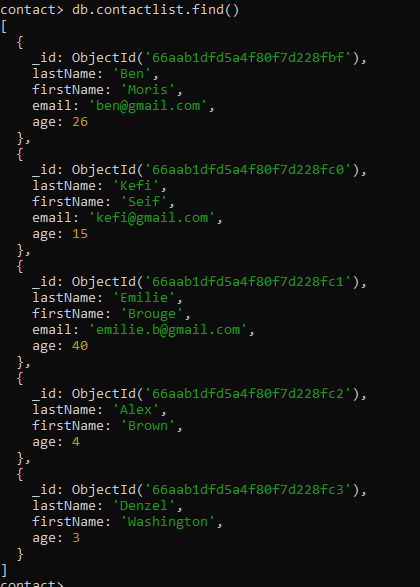 contact> db.contactlist.find()
[
  {
    _id: ObjectId('66aab1dfd5a4f80f7d228fbf'),
    lastName: 'Ben',
    firstName: 'Moris',
    email: 'ben@gmail.com',
    age: 26
  },
  {
    _id: ObjectId('66aab1dfd5a4f80f7d228fc0'),
    lastName: 'Kefi',
    firstName: 'Seif',
    email: 'kefi@gmail.com',
    age: 15
  },
  {
    _id: ObjectId('66aab1dfd5a4f80f7d228fc1'),
    lastName: 'Emilie',
    firstName: 'Brouge',
    email: 'emilie.b@gmail.com',
    age: 40
  },
  {
    _id: ObjectId('66aab1dfd5a4f80f7d228fc2'),
    lastName: 'Alex',
    firstName: 'Brown',
    age: 4
  },
  {
    _id: ObjectId('66aab1dfd5a4f80f7d228fc3'),
    lastName: 'Denzel',
    firstName: 'Washington',
    age: 3
  }
]
contact>